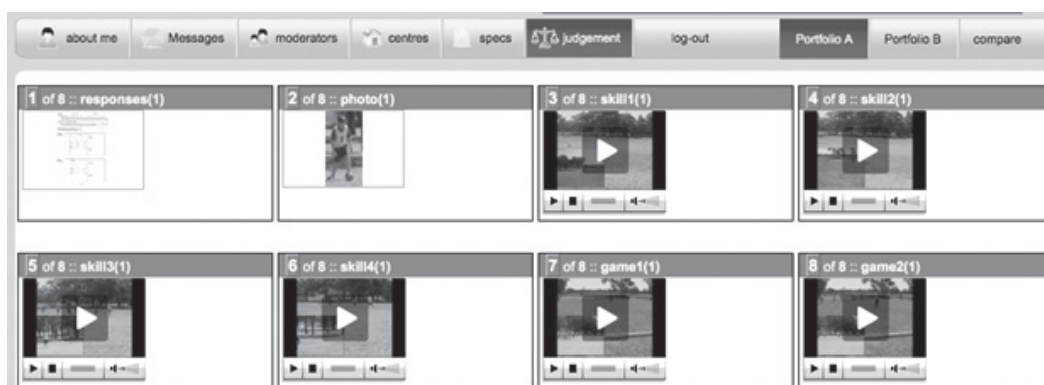 about me Messages moderators centres specs judgement log-out Portfolio A Portfolio B compare
1 of 8 :: responses(1) 2 of 8 :: photo(1) 3 of 8 :: skill1(1) 4 of 8 :: skill2(1)
5 of 8 :: skill3(1) 6 of 8 :: skill4(1) 7 of 8 :: game1(1) 8 of 8 :: game2(1)